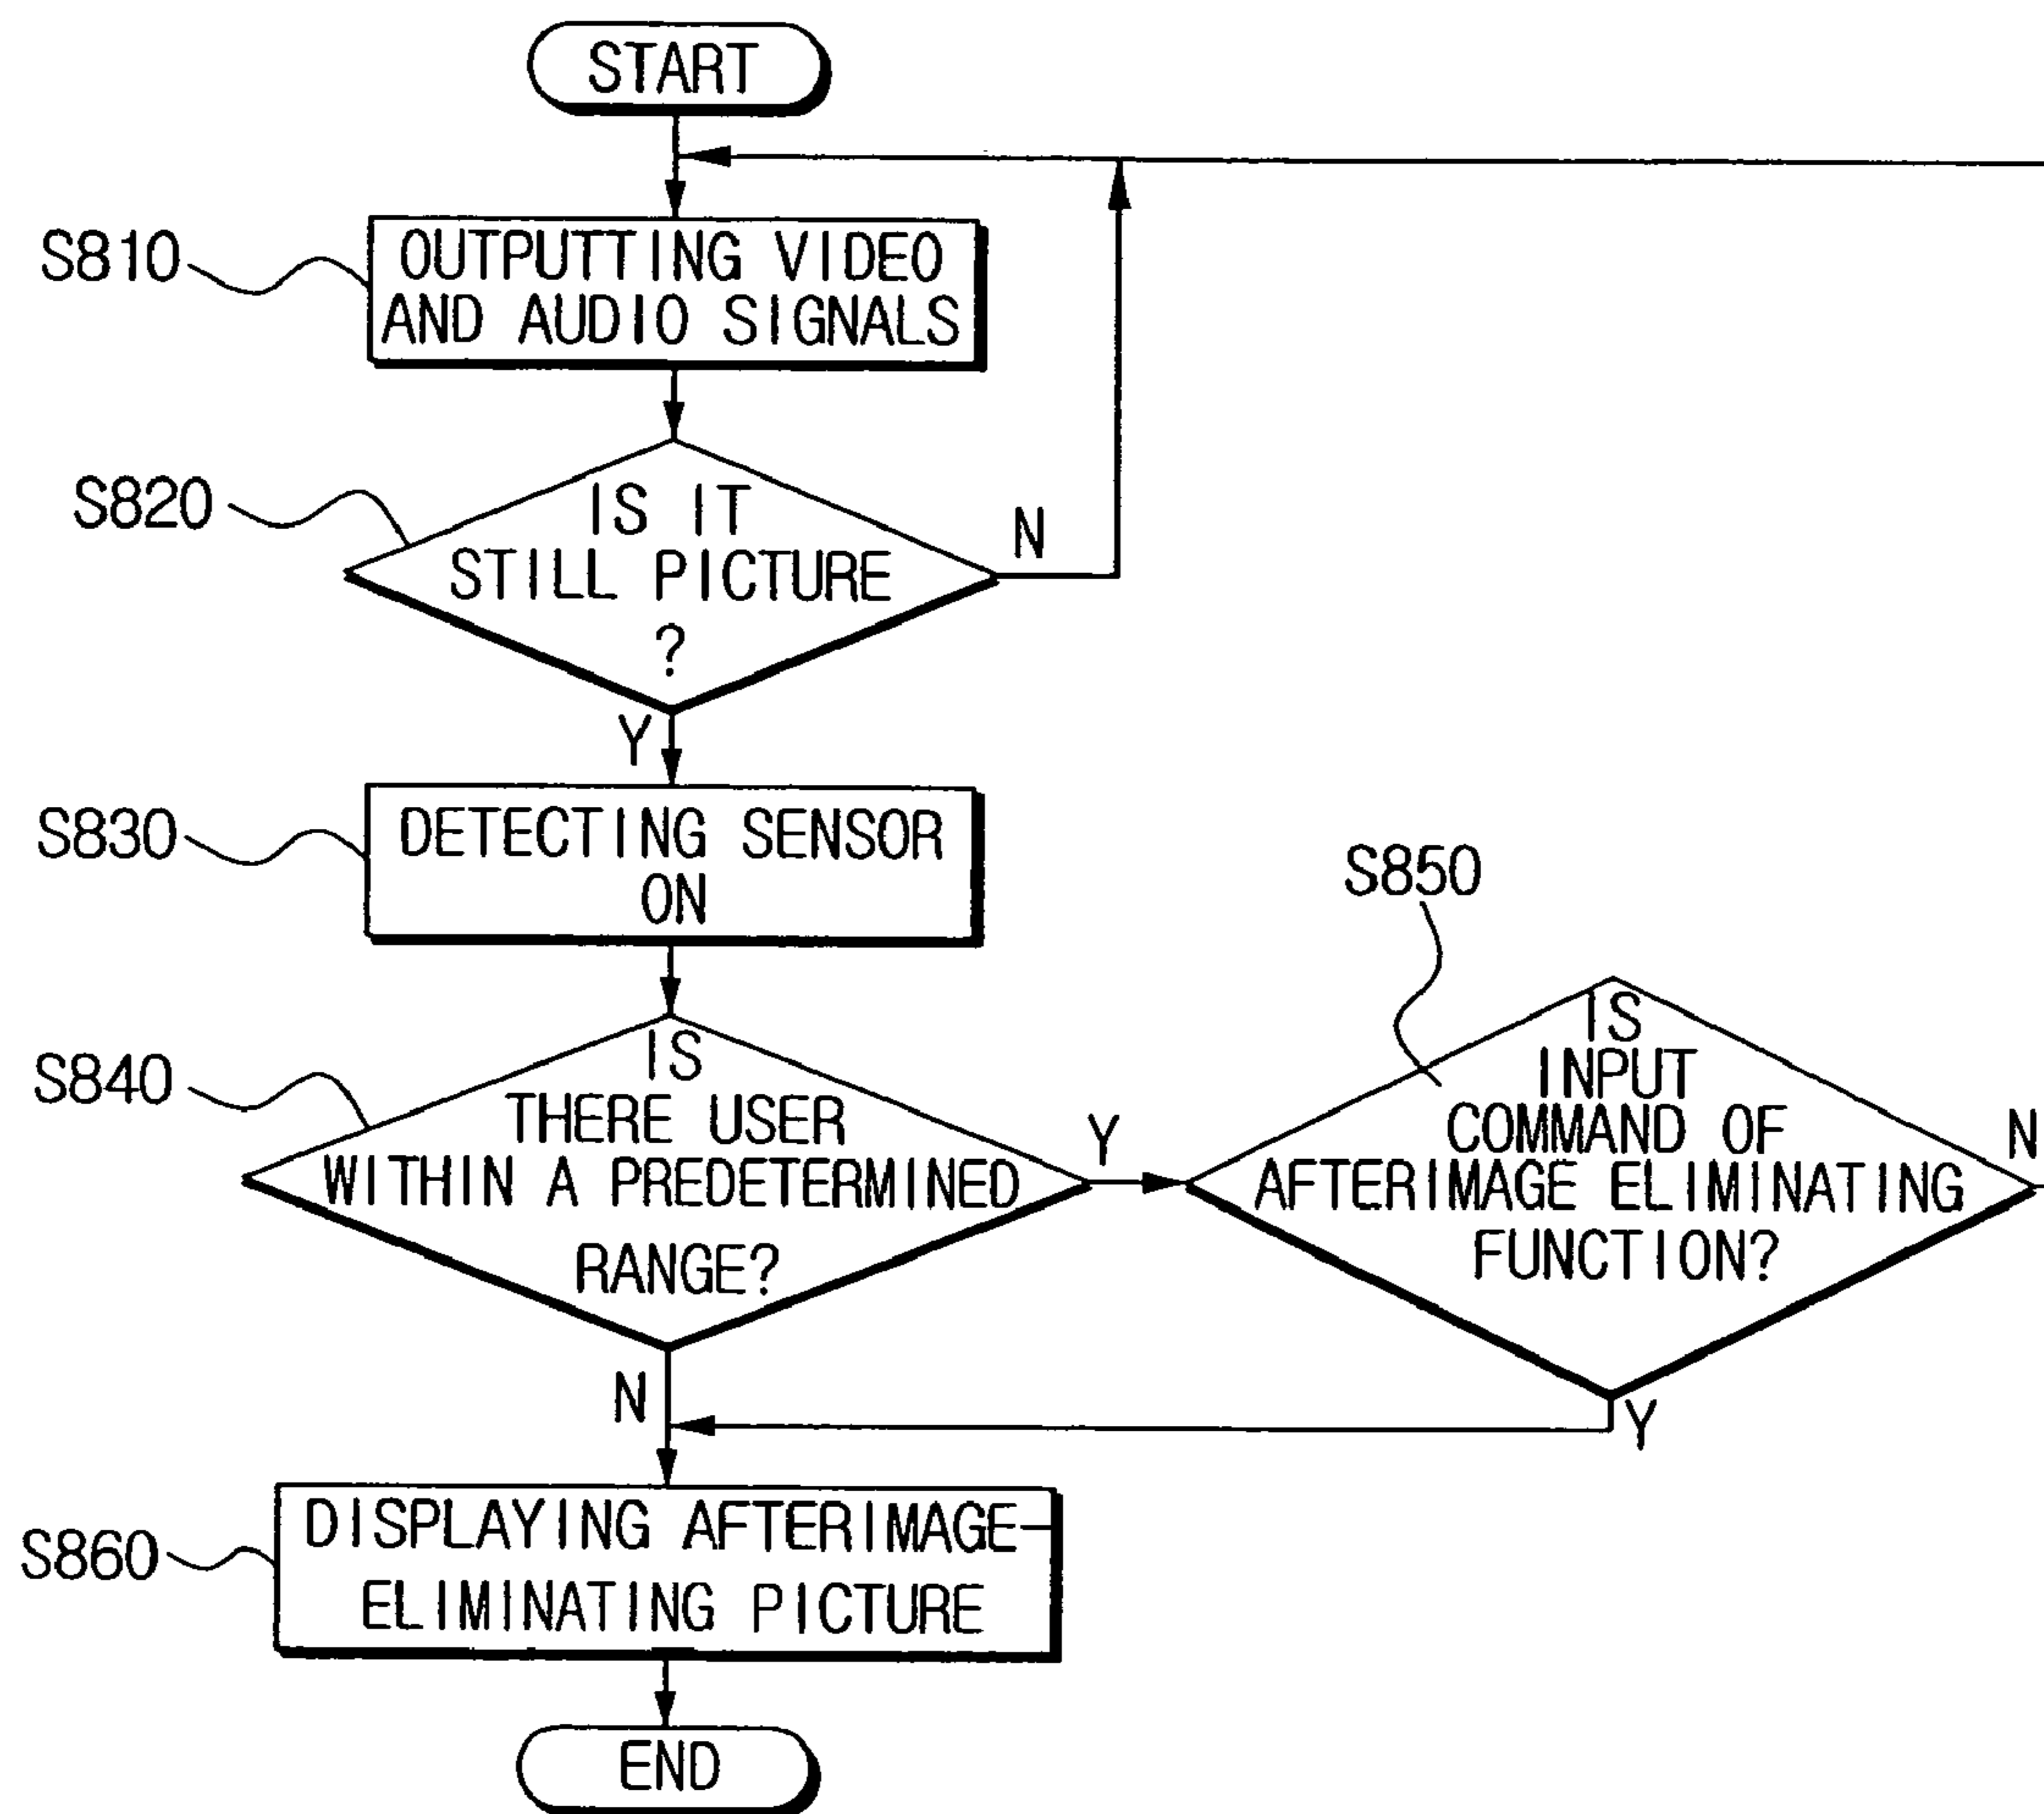 START
S810
OUTPUTTING VIDEO
AND AUDIO SIGNALS
S820
IS IT
STILL PICTURE
?
N
Y
S830
DETECTING SENSOR
ON
S840
IS
THERE USER
WITHIN A PREDETERMINED
RANGE?
Y
N
S850
IS
INPUT
COMMAND OF
AFTERIMAGE ELIMINATING
FUNCTION?
N
Y
S860
DISPLAYING AFTERIMAGE-
ELIMINATING PICTURE
END